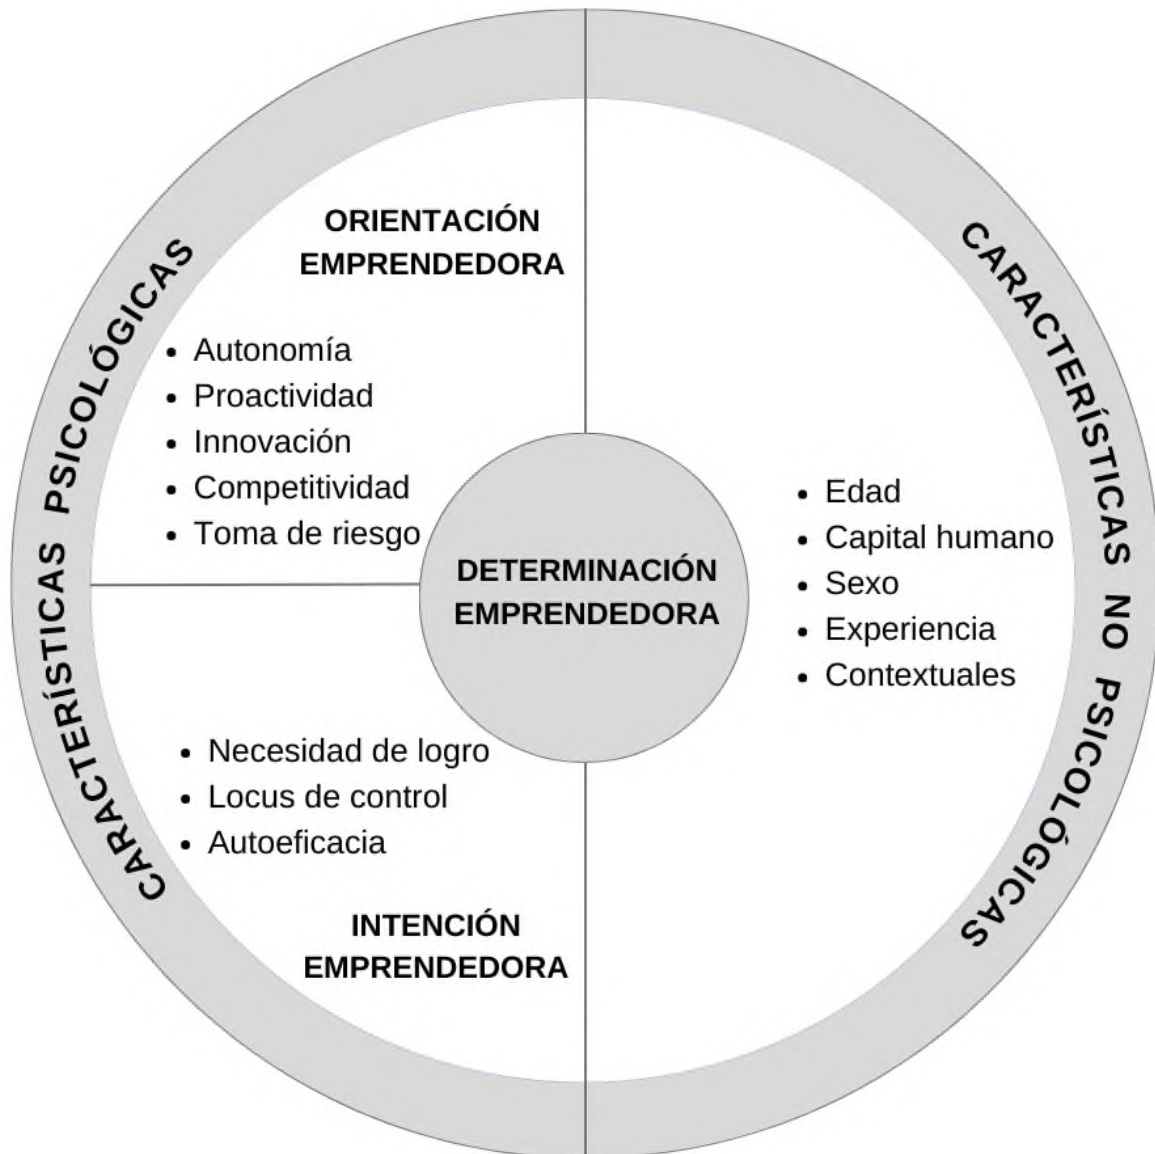 CARACTERÍSTICAS PSICOLÓGICAS
ORIENTACIÓN
EMPRENDEDORA
• Autonomía
• Proactividad
• Innovación
• Competitividad
• Toma de riesgo
DETERMINACIÓN
EMPRENDEDORA
• Necesidad de logro
• Locus de control
• Autoeficacia
INTENCIÓN
EMPRENDEDORA
CARACTERÍSTICAS NO PSICOLÓGICAS
• Edad
• Capital humano
• Sexo
• Experiencia
• Contextuales